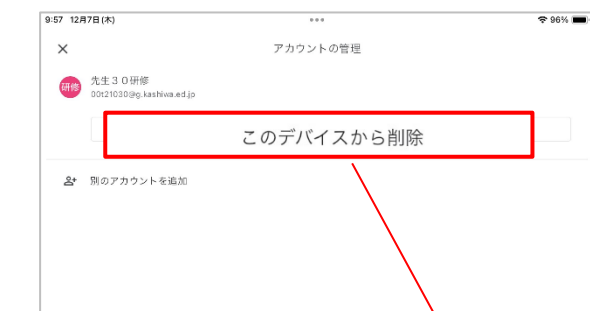 9:57 12月7日(木)
96%
アカウントの管理
研修
先生３０研修
00t21030@g.kashiwa.ed.jp
このデバイスから削除
別のアカウントを追加